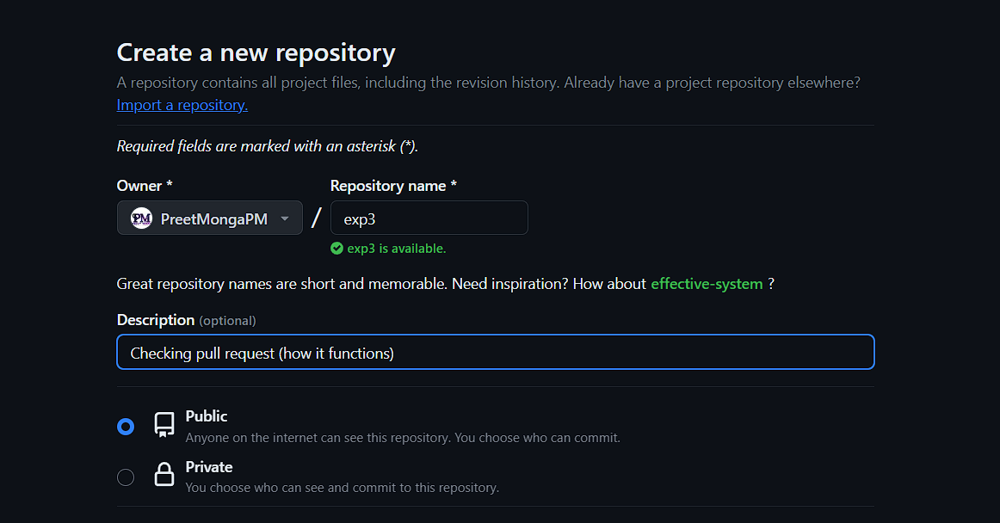 Create a new repository
A repository contains all project files, including the revision history. Already have a project repository elsewhere?
Import a repository.
Required fields are marked with an asterisk (*).
Owner * Repository name *
PM PreetMongaPM / exp3
exp3 is available.
Great repository names are short and memorable. Need inspiration? How about effective-system ?
Description (optional)
Checking pull request (how it functions)
Public
Anyone on the internet can see this repository. You choose who can commit.
Private
You choose who can see and commit to this repository.